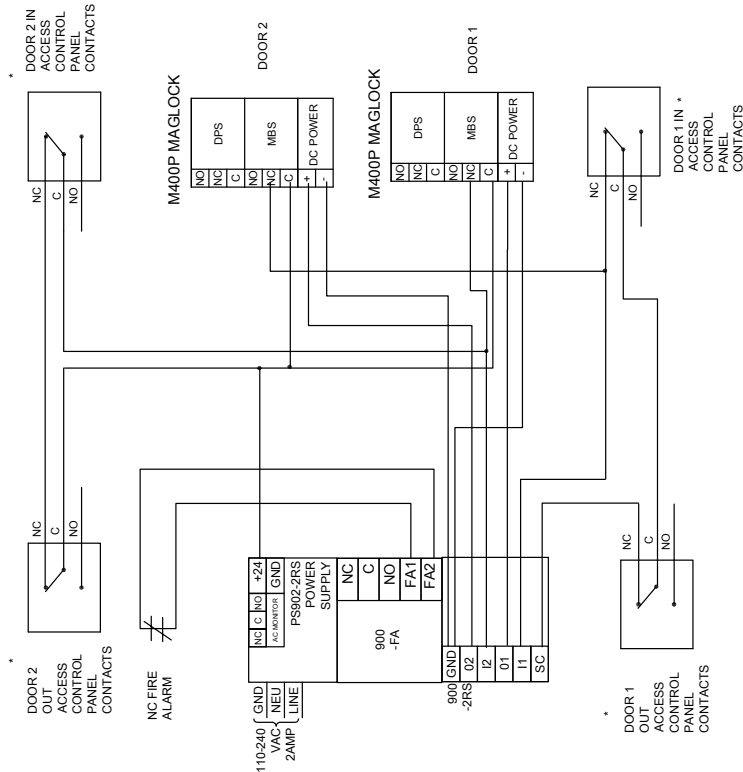 *
DOOR 2 IN
ACCESS
CONTROL
PANEL
CONTACTS
NC
C
NO
M400P MAGLOCK
NO
NC
C
NO
NC
C
+
-
DPS
MBS
DC POWER
DOOR 2
M400P MAGLOCK
NO
NC
C
NO
NC
C
+
-
DPS
MBS
DC POWER
DOOR 1
NC
C
NO
DOOR 1 IN *
ACCESS
CONTROL
PANEL
CONTACTS
*
DOOR 2
OUT
ACCESS
CONTROL
PANEL
CONTACTS
NC
C
NO
NC FIRE
ALARM
110-240
VAC
2AMP
GND
NEU
LINE
NC C NO +24
AC MONITOR GND
PS902-2RS
POWER
SUPPLY
900
-FA
NC
C
NO
FA1
FA2
900
-2RS
GND
02
I2
01
I1
SC
*
DOOR 1
OUT
ACCESS
CONTROL
PANEL
CONTACTS
NC
C
NO